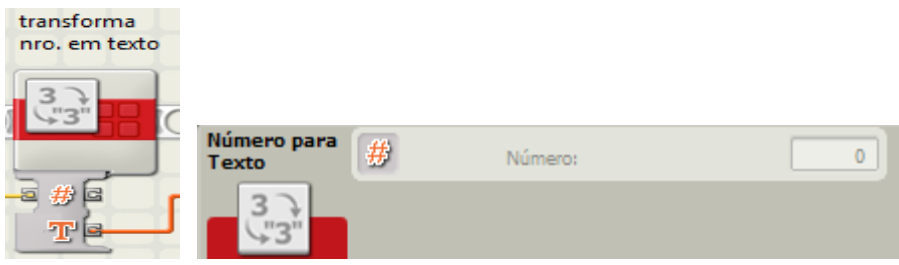 transforma
nro. em texto
3
"3"
#
T
Número para
Texto
# Número: 0
3
"3"